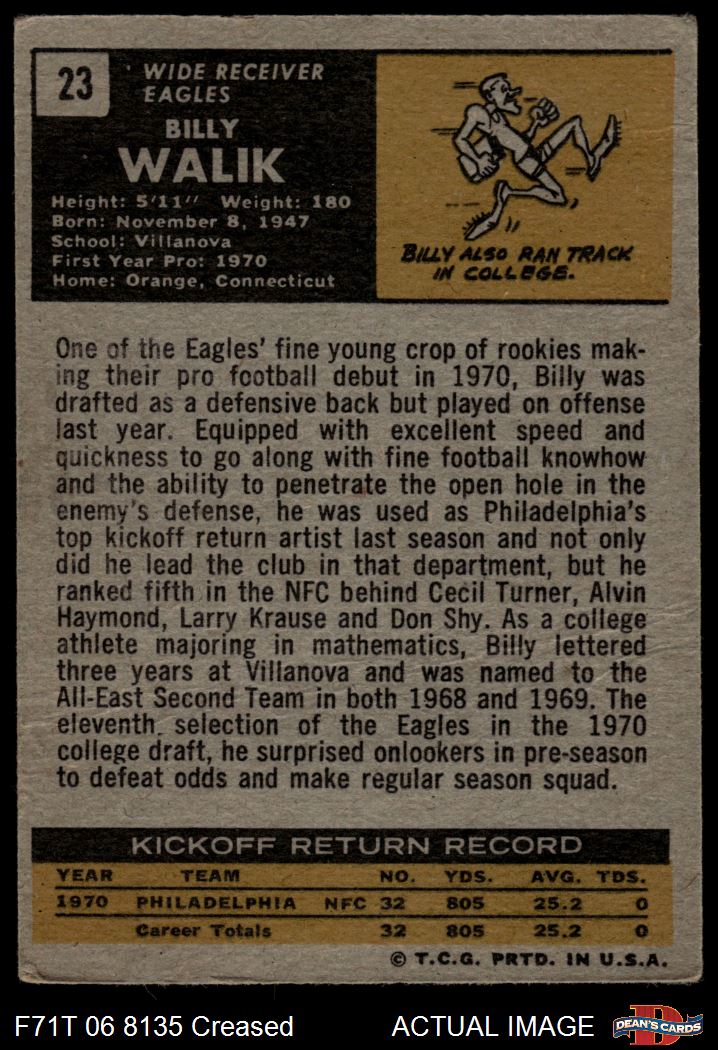 23
WIDE RECEIVER
EAGLES
BILLY
WALIK
Height: 5'11" Weight: 180
Born: November 8, 1947
School: Villanova
First Year Pro: 1970
Home: Orange, Connecticut
BILLY ALSO RAN TRACK
IN COLLEGE.
One of the Eagles' fine young crop of rookies mak-
ing their pro football debut in 1970, Billy was
drafted as a defensive back but played on offense
last year. Equipped with excellent speed and
quickness to go along with fine football knowhow
and the ability to penetrate the open hole in the
enemy's defense, he was used as Philadelphia's
top kickoff return artist last season and not only
did he lead the club in that department, but he
ranked fifth in the NFC behind Cecil Turner, Alvin
Haymond, Larry Krause and Don Shy. As a college
athlete majoring in mathematics, Billy lettered
three years at Villanova and was named to the
All-East Second Team in both 1968 and 1969. The
eleventh selection of the Eagles in the 1970
college draft, he surprised onlookers in pre-season
to defeat odds and make regular season squad.
KICKOFF RETURN RECORD
YEAR TEAM NO. YDS. AVG. TDS.
1970 PHILADELPHIA NFC 32 805 25.2 0
Career Totals 32 805 25.2 0
© T.C.G. PRTD. IN U.S.A.
F71T 06 8135 Creased ACTUAL IMAGE
D
DEAN'S CARDS